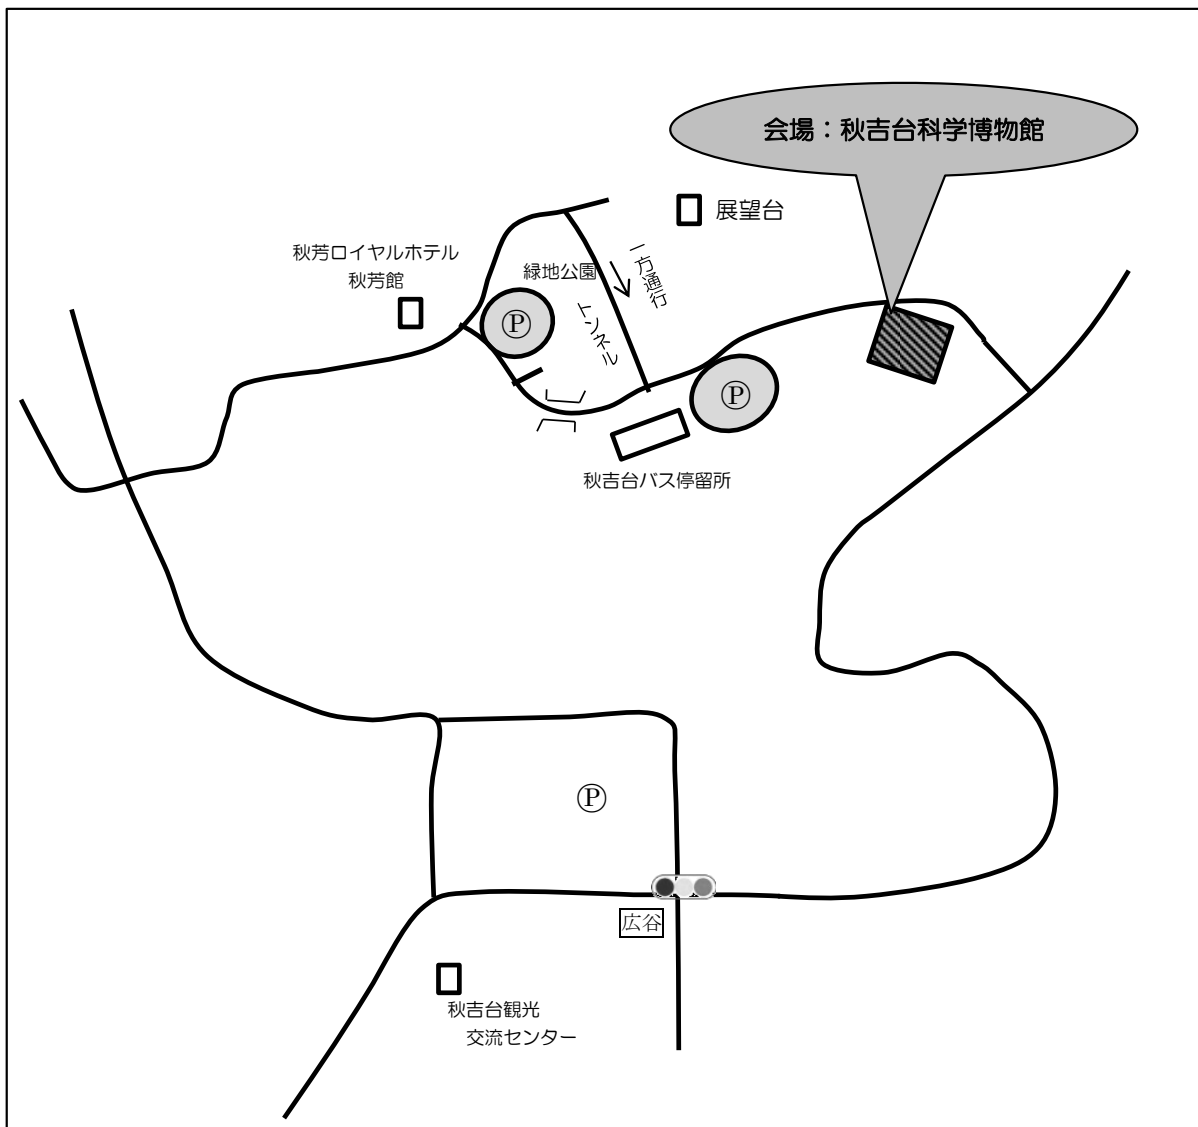 会場：秋吉台科学博物館
展望台
秋芳ロイヤルホテル
秋芳館
緑地公園
一方通行
トンネル
Ⓟ
Ⓟ
秋吉台バス停留所
Ⓟ
広谷
秋吉台観光
交流センター